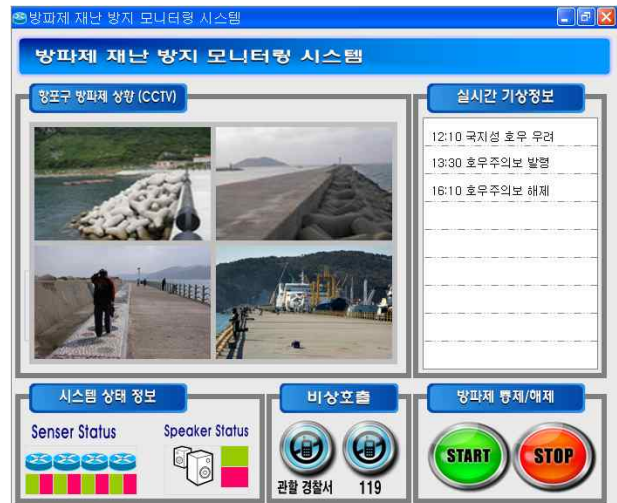 방파제 재난 방지 모니터링 시스템
방파제 재난 방지 모니터링 시스템
항포구 방파제 상황 (CCTV)
실시간 기상정보
12:10 국지성 호우 우려
13:30 호우주의보 발령
16:10 호우주의보 해제
시스템 상태 정보
Senser Status
Speaker Status
비상호출
관할 경찰서
119
방파제 통제/해제
START
STOP